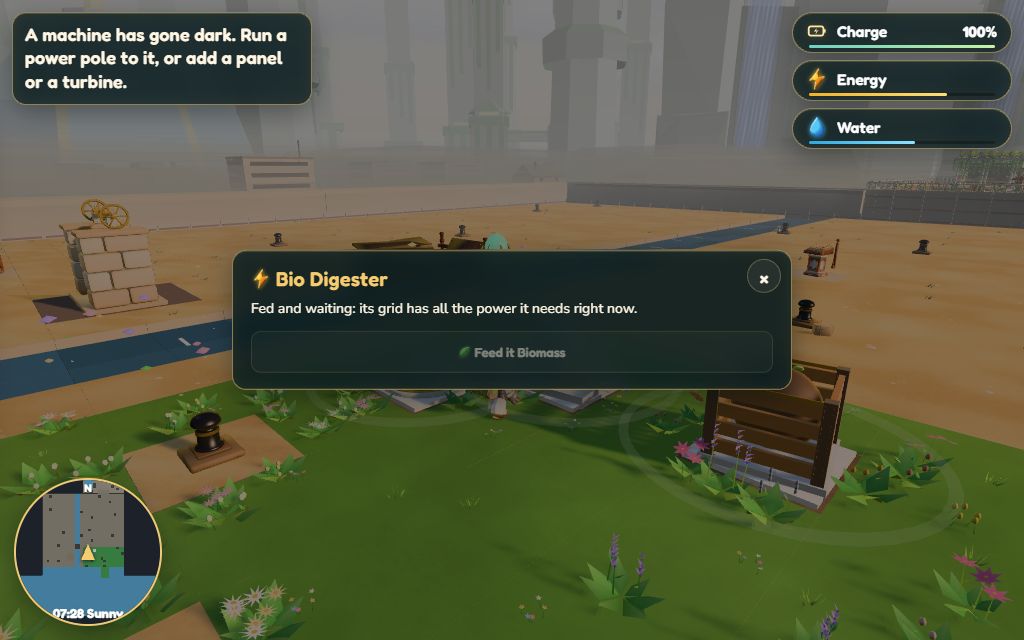 A machine has gone dark. Run a
power pole to it, or add a panel
or a turbine.
Charge 100%
Energy
Water
Bio Digester
Fed and waiting: its grid has all the power it needs right now.
Feed it Biomass
N
07:28 Sunny